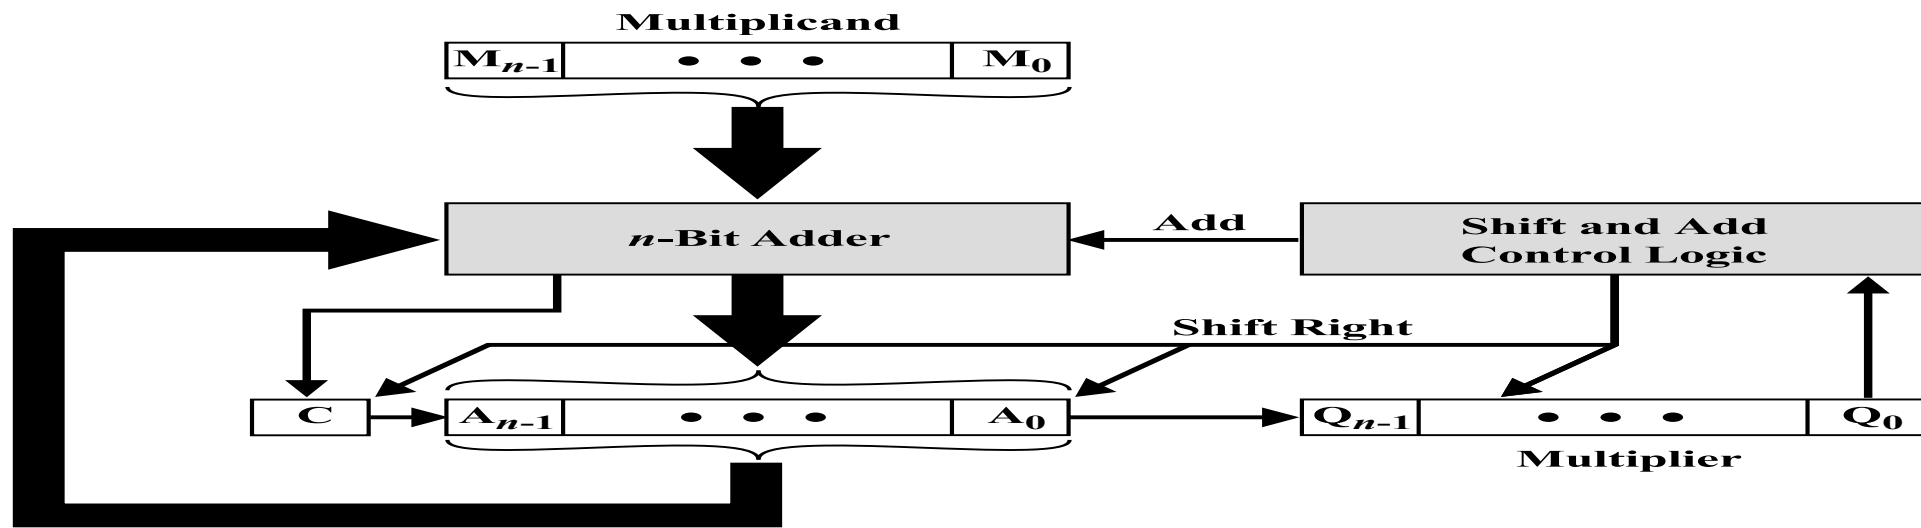 Multiplicand
Mn-1 • • • M0
n-Bit Adder
Add
Shift and Add
Control Logic
Shift Right
C
An-1 • • • A0
Qn-1 • • • Q0
Multiplier